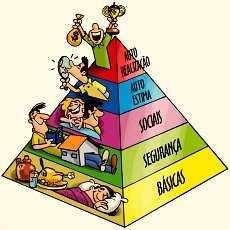 AUTO
REALIZAÇÃO
AUTO
ESTIMA
SOCIAIS
SEGURANÇA
BÁSICAS